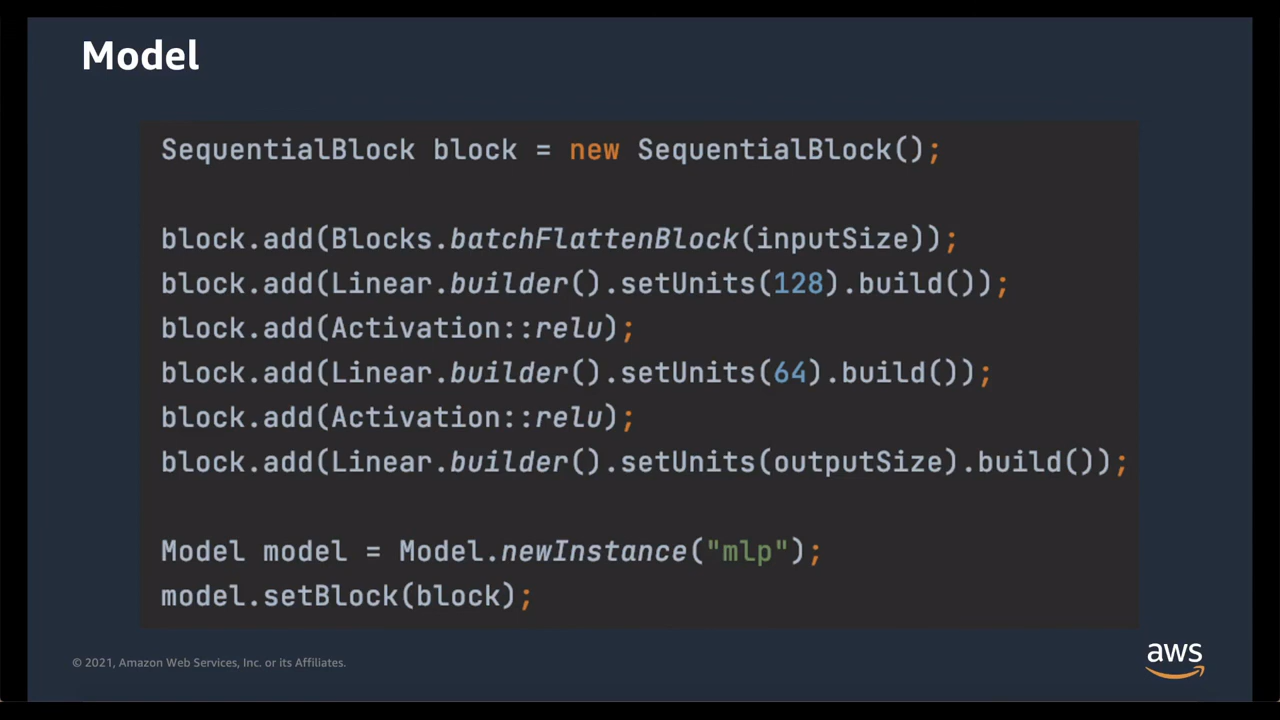 Model
SequentialBlock block = new SequentialBlock();
block.add(Blocks.batchFlattenBlock(inputSize));
block.add(Linear.builder().setUnits(128).build());
block.add(Activation::relu);
block.add(Linear.builder().setUnits(64).build());
block.add(Activation::relu);
block.add(Linear.builder().setUnits(outputSize).build());
Model model = Model.newInstance("mlp");
model.setBlock(block);
© 2021, Amazon Web Services, Inc. or its Affiliates.
aws